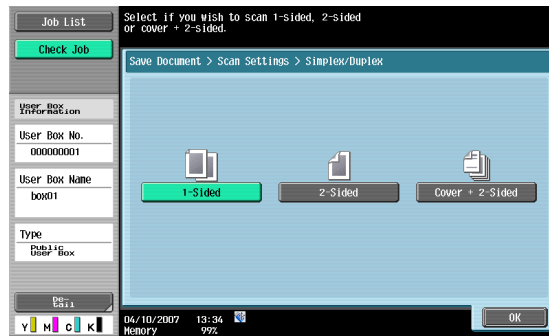 Job List
Check Job
Select if you wish to scan 1-sided, 2-sided
or cover + 2-sided.
Save Document > Scan Settings > Simplex/Duplex
User Box
Information
User Box No.
000000001
User Box Name
box01
Type
Public
User Box
De-
tail
1-Sided
2-Sided
Cover + 2-Sided
Y M C K
04/10/2007 13:34
Memory 99%
OK